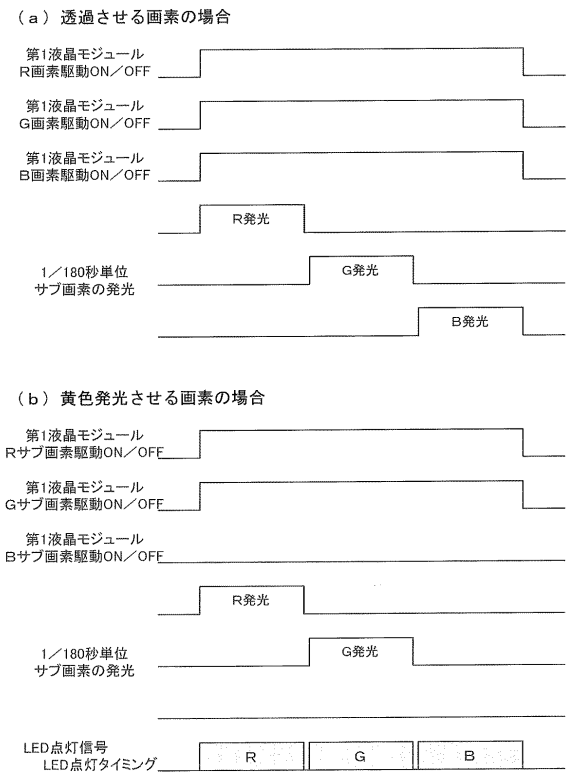 (a) 透過させる画素の場合
第1液晶モジュール
R画素駆動ON/OFF
第1液晶モジュール
G画素駆動ON/OFF
第1液晶モジュール
B画素駆動ON/OFF
R発光
1/180秒単位
サブ画素の発光
G発光
B発光
(b) 黄色発光させる画素の場合
第1液晶モジュール
Rサブ画素駆動ON/OFF
第1液晶モジュール
Gサブ画素駆動ON/OFF
第1液晶モジュール
Bサブ画素駆動ON/OFF
R発光
1/180秒単位
サブ画素の発光
G発光
LED点灯信号
LED点灯タイミング
R G B